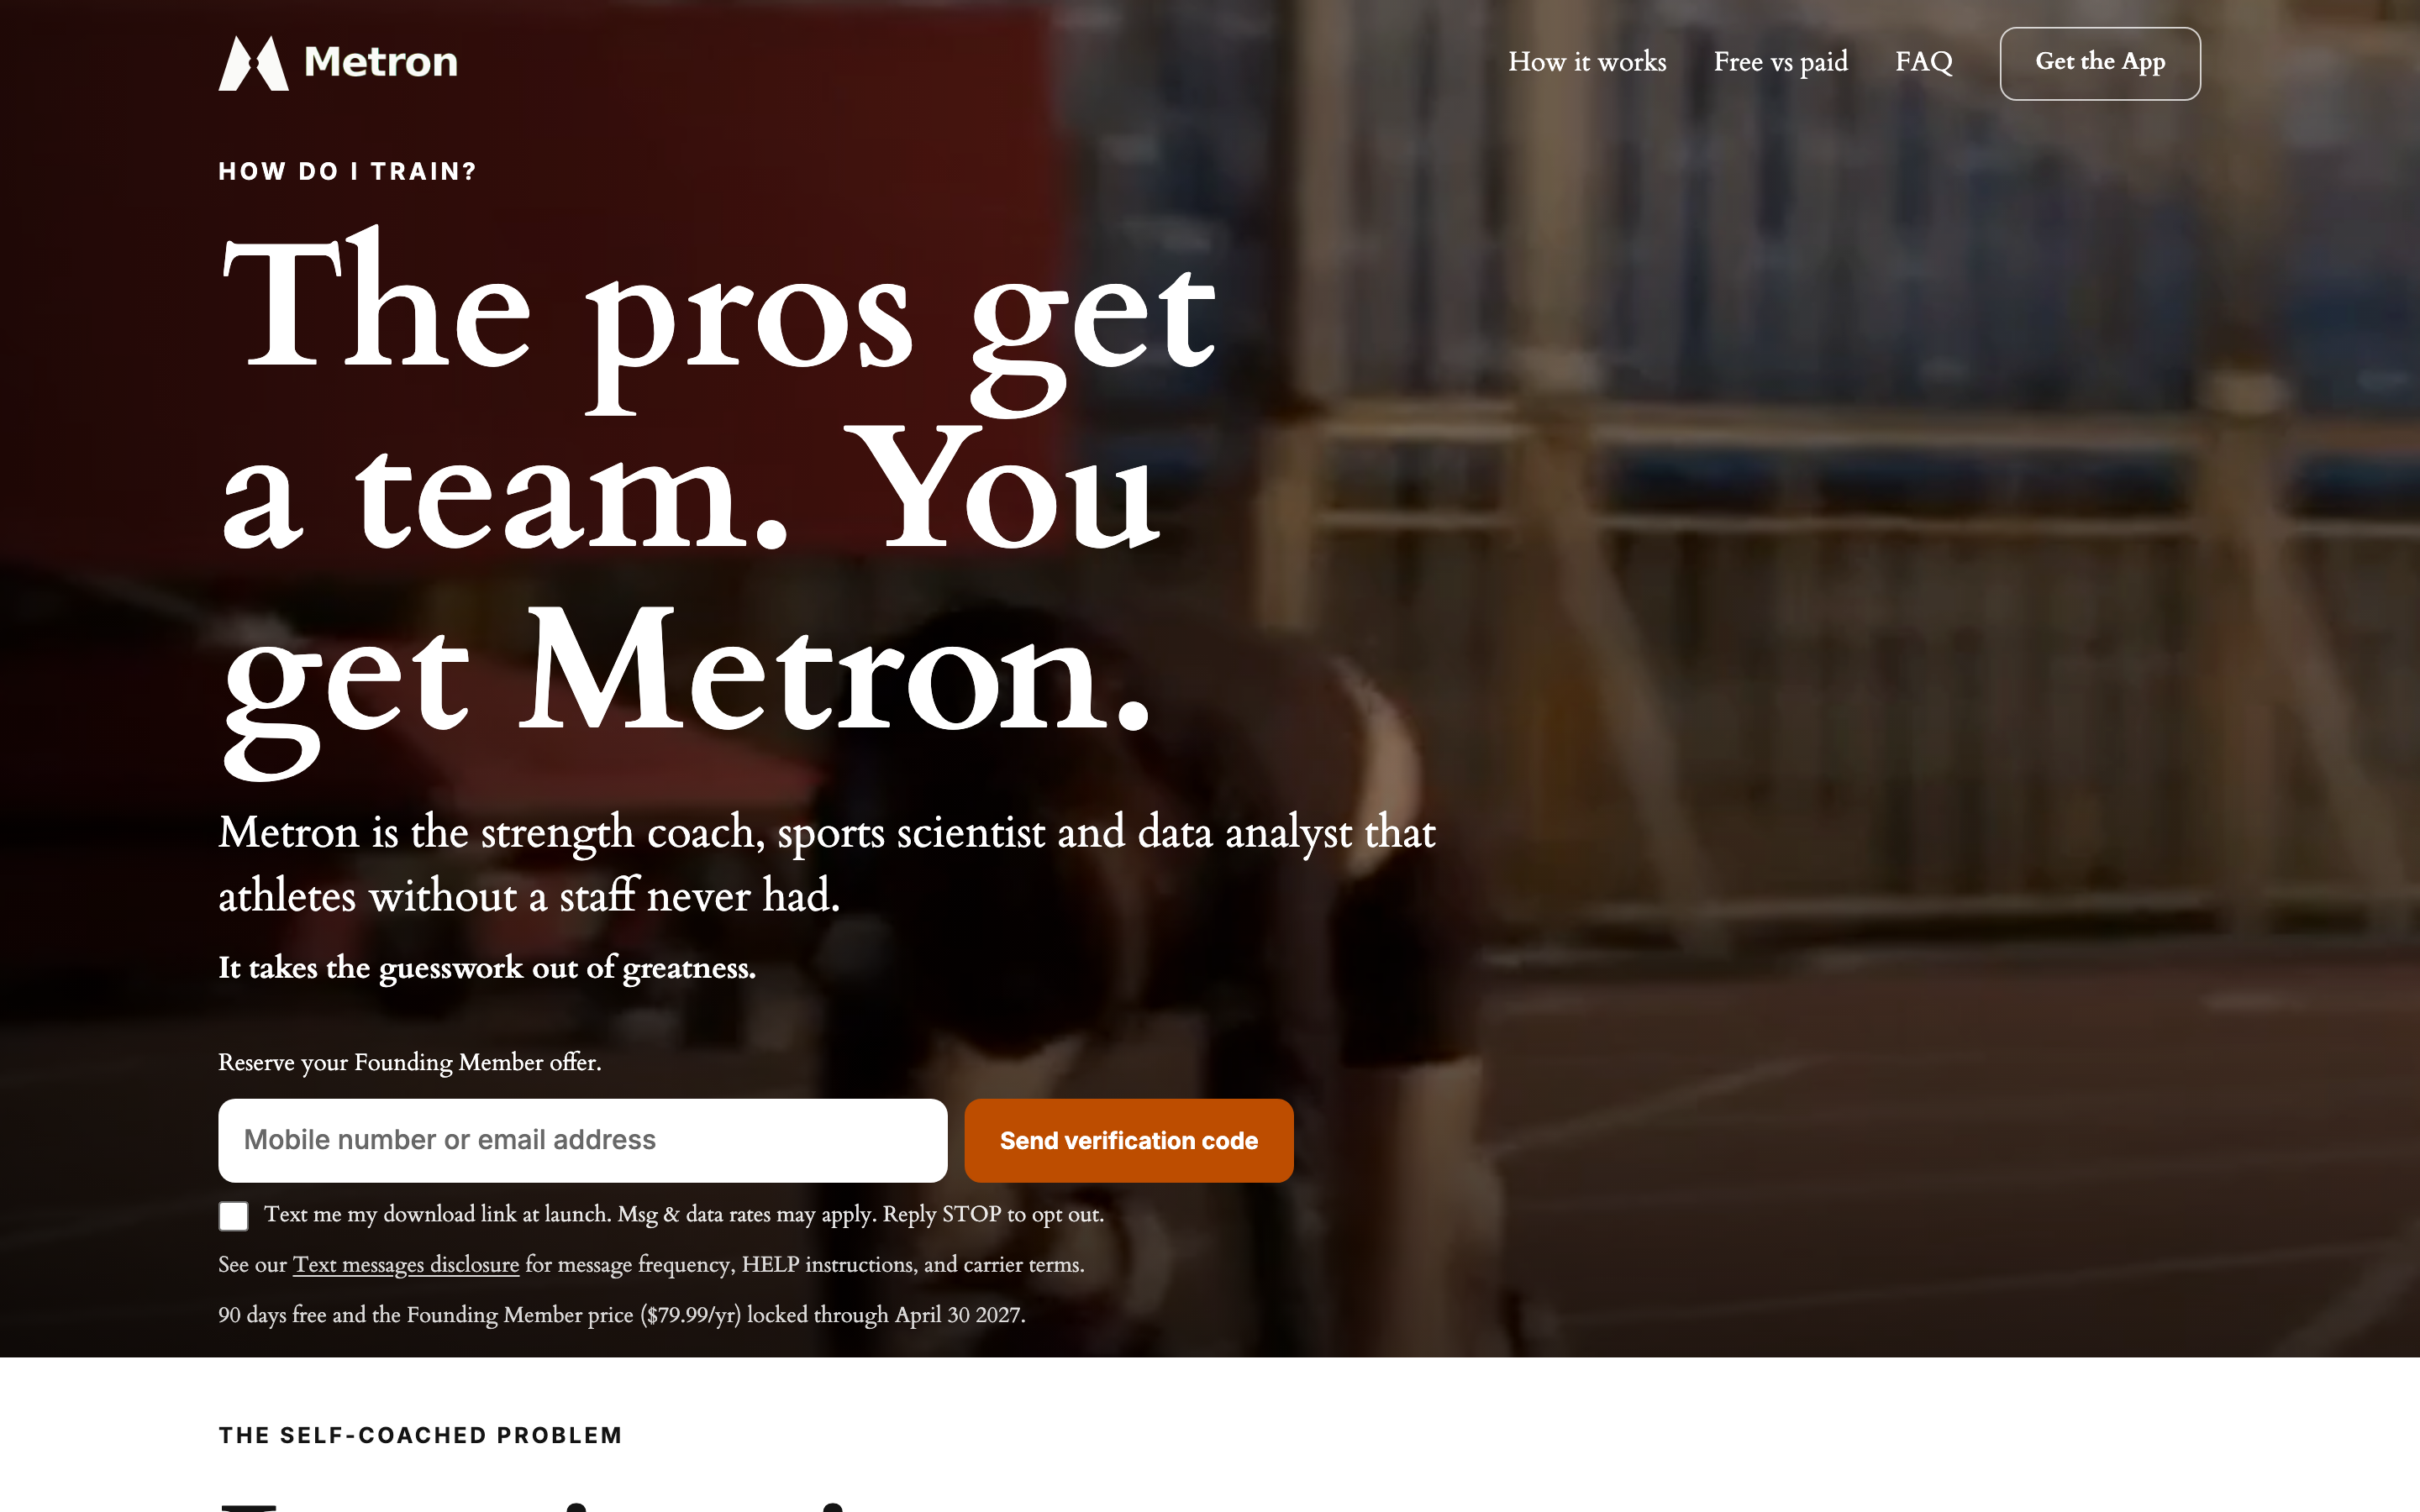 Metron
How it works
Free vs paid
FAQ
Get the App
HOW DO I TRAIN?
The pros get
a team. You
get Metron.
Metron is the strength coach, sports scientist and data analyst that
athletes without a staff never had.
It takes the guesswork out of greatness.
Reserve your Founding Member offer.
Mobile number or email address
Send verification code
Text me my download link at launch. Msg & data rates may apply. Reply STOP to opt out.
See our Text messages disclosure for message frequency, HELP instructions, and carrier terms.
90 days free and the Founding Member price ($79.99/yr) locked through April 30 2027.
THE SELF-COACHED PROBLEM